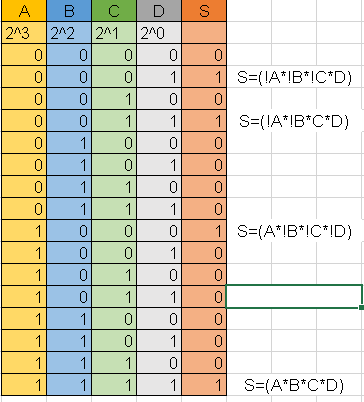 A B C D S
2^3 2^2 2^1 2^0
0 0 0 0 0
0 0 0 1 1 S=(!A*!B*!C*D)
0 0 1 0 0
0 0 1 1 1 S=(!A*!B*C*D)
0 1 0 0 0
0 1 0 1 0
0 1 1 0 0
0 1 1 1 0
1 0 0 0 1 S=(A*!B*!C*!D)
1 0 0 1 0
1 0 1 0 0
1 0 1 1 0
1 1 0 0 0
1 1 0 1 0
1 1 1 0 0
1 1 1 1 1 S=(A*B*C*D)